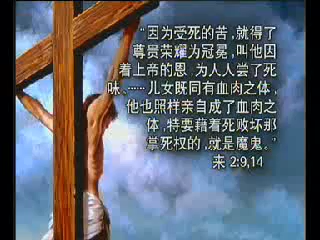 "因为受死的苦,就得了
尊贵荣耀为冠冕,叫他因
着上帝的恩,为人人尝了死
味.……儿女既同有血肉之体,
他也照样亲自成了血肉之
体,特要藉着死败坏那
掌死权的,就是魔鬼。"
来 2:9,14